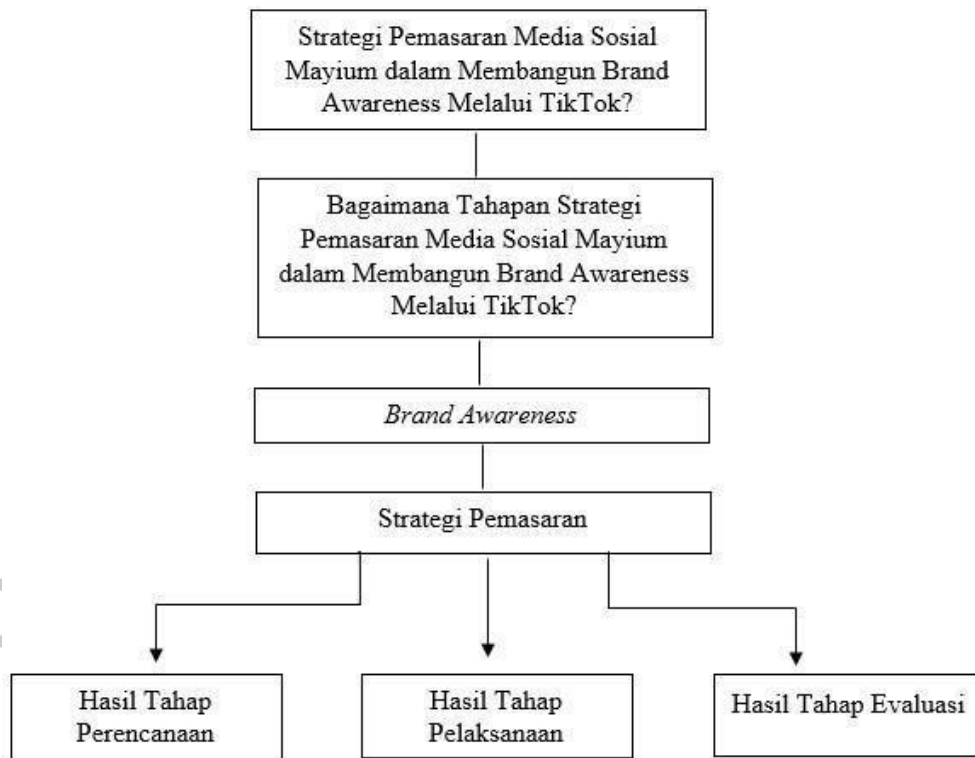 Strategi Pemasaran Media Sosial
Mayium dalam Membangun Brand
Awareness Melalui TikTok?
Bagaimana Tahapan Strategi
Pemasaran Media Sosial Mayium
dalam Membangun Brand Awareness
Melalui TikTok?
Brand Awareness
Strategi Pemasaran
Hasil Tahap
Perencanaan
Hasil Tahap
Pelaksanaan
Hasil Tahap Evaluasi